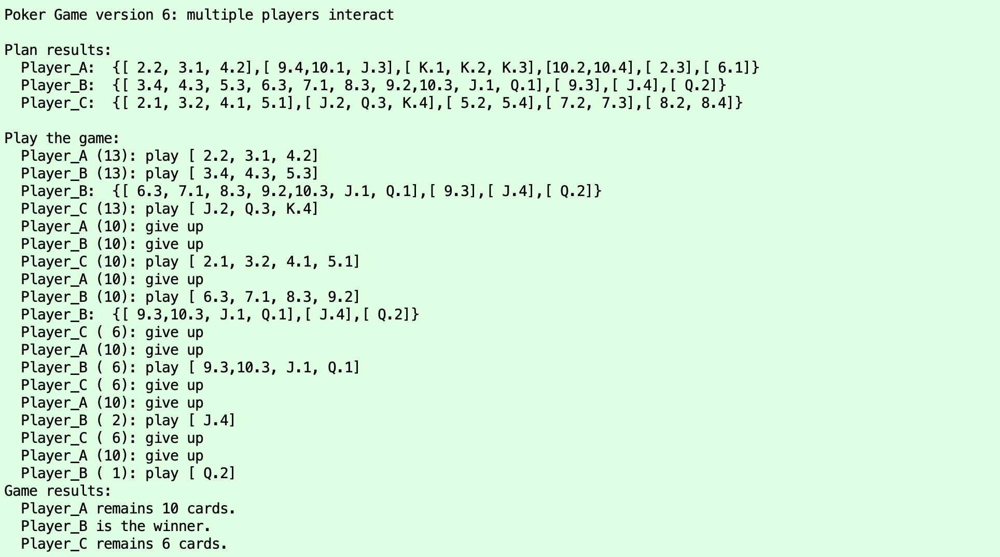 Poker Game version 6: multiple players interact

Plan results:
  Player_A:  {[ 2.2, 3.1, 4.2],[ 9.4,10.1, J.3],[ K.1, K.2, K.3],[10.2,10.4],[ 2.3],[ 6.1]}
  Player_B:  {[ 3.4, 4.3, 5.3, 6.3, 7.1, 8.3, 9.2,10.3, J.1, Q.1],[ 9.3],[ J.4],[ Q.2]}
  Player_C:  {[ 2.1, 3.2, 4.1, 5.1],[ J.2, Q.3, K.4],[ 5.2, 5.4],[ 7.2, 7.3],[ 8.2, 8.4]}

Play the game:
  Player_A (13): play [ 2.2, 3.1, 4.2]
  Player_B (13): play [ 3.4, 4.3, 5.3]
  Player_B:  {[ 6.3, 7.1, 8.3, 9.2,10.3, J.1, Q.1],[ 9.3],[ J.4],[ Q.2]}
  Player_C (13): play [ J.2, Q.3, K.4]
  Player_A (10): give up
  Player_B (10): give up
  Player_C (10): play [ 2.1, 3.2, 4.1, 5.1]
  Player_A (10): give up
  Player_B (10): play [ 6.3, 7.1, 8.3, 9.2]
  Player_B:  {[ 9.3,10.3, J.1, Q.1],[ J.4],[ Q.2]}
  Player_C ( 6): give up
  Player_A (10): give up
  Player_B ( 6): play [ 9.3,10.3, J.1, Q.1]
  Player_C ( 6): give up
  Player_A (10): give up
  Player_B ( 2): play [ J.4]
  Player_C ( 6): give up
  Player_A (10): give up
  Player_B ( 1): play [ Q.2]
Game results:
  Player_A remains 10 cards.
  Player_B is the winner.
  Player_C remains 6 cards.